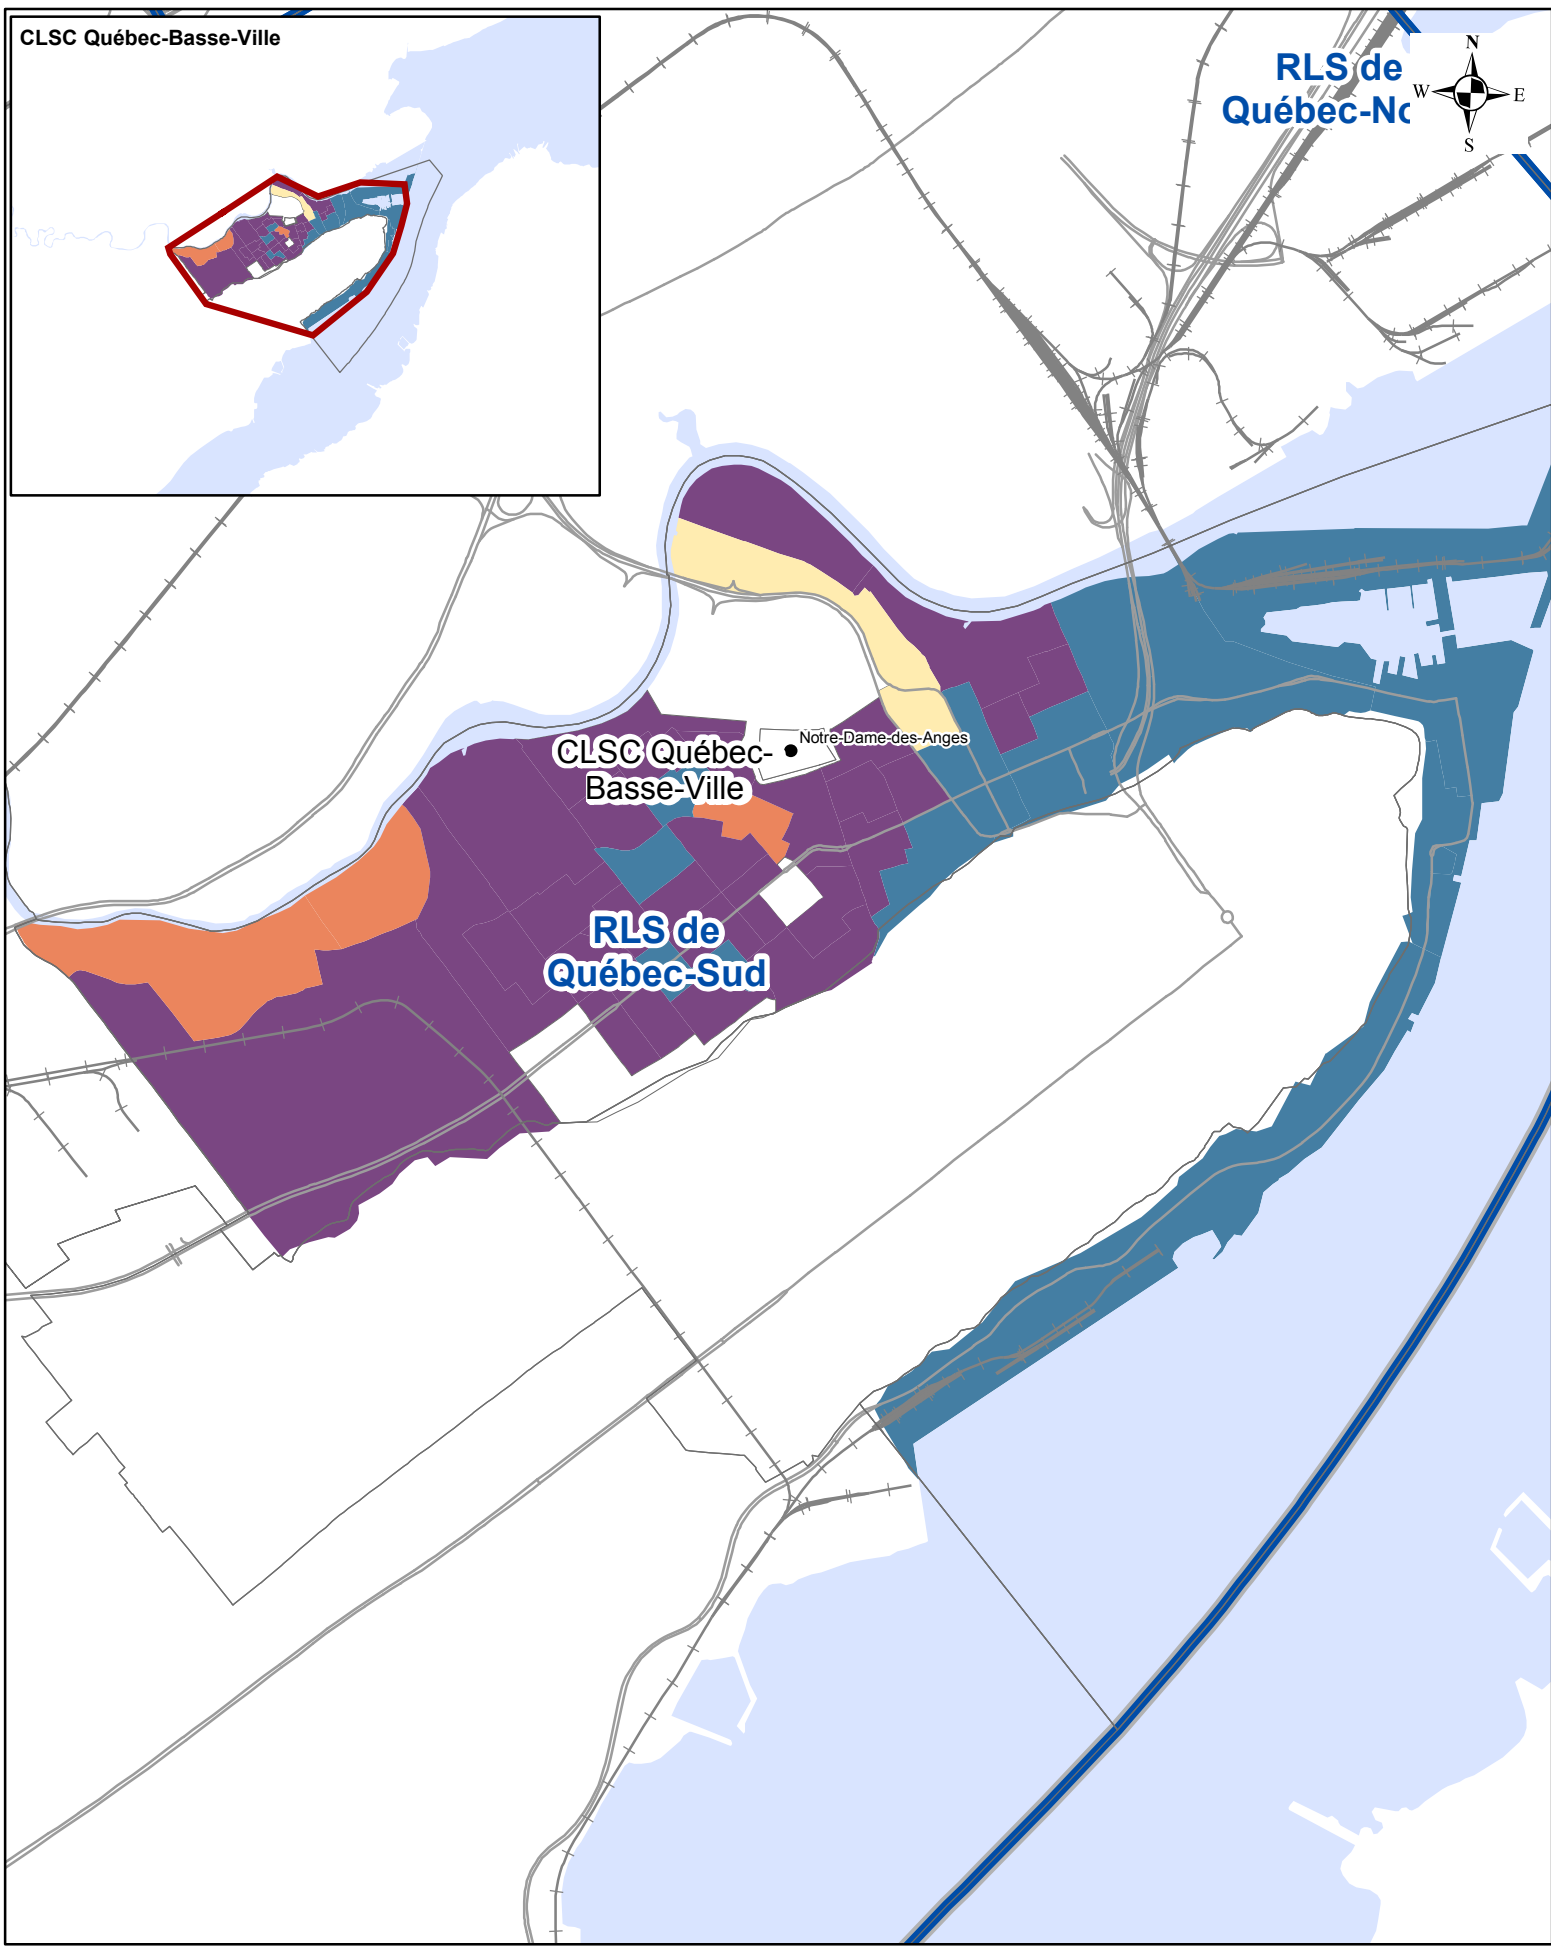 CLSC Québec-Basse-Ville
RLS de
Québec-No
N
W
E
S
Notre-Dame-des-Anges
CLSC Québec-
Basse-Ville
RLS de
Québec-Sud